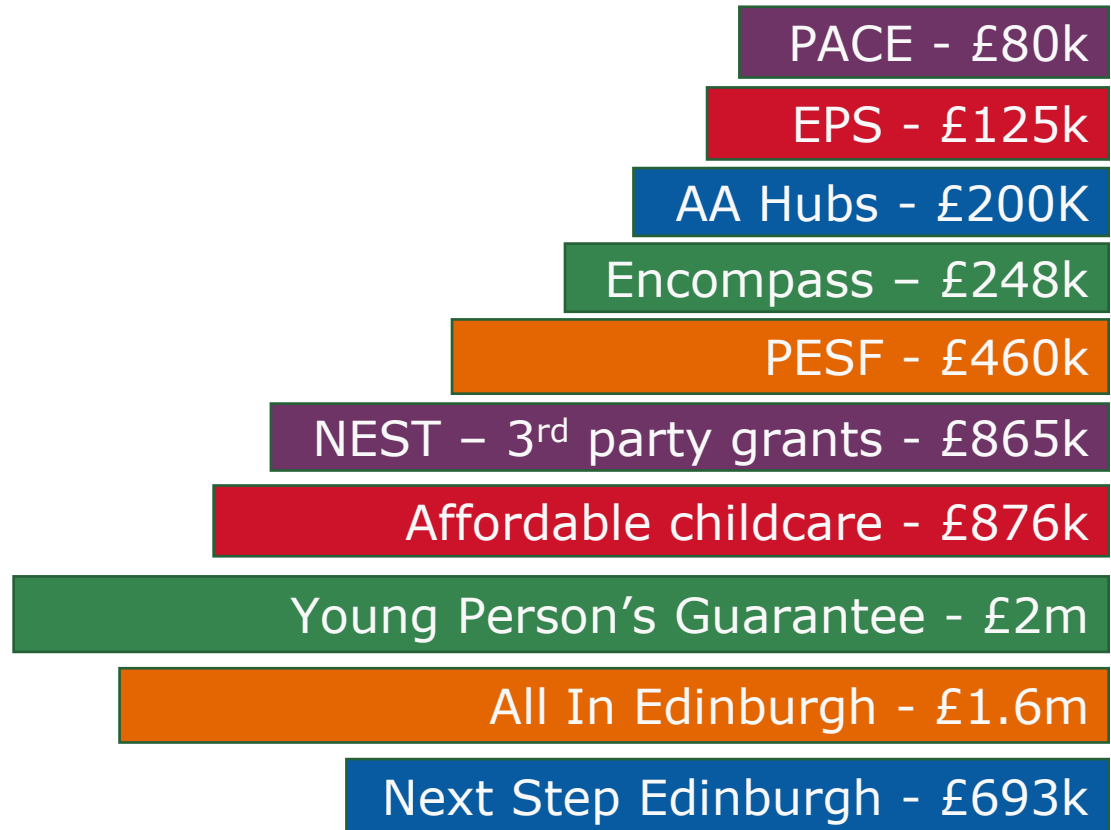 PACE - £80k
EPS - £125k
AA Hubs - £200K
Encompass – £248k
PESF - £460k
NEST – 3rd party grants - £865k
Affordable childcare - £876k
Young Person’s Guarantee - £2m
All In Edinburgh - £1.6m
Next Step Edinburgh - £693k